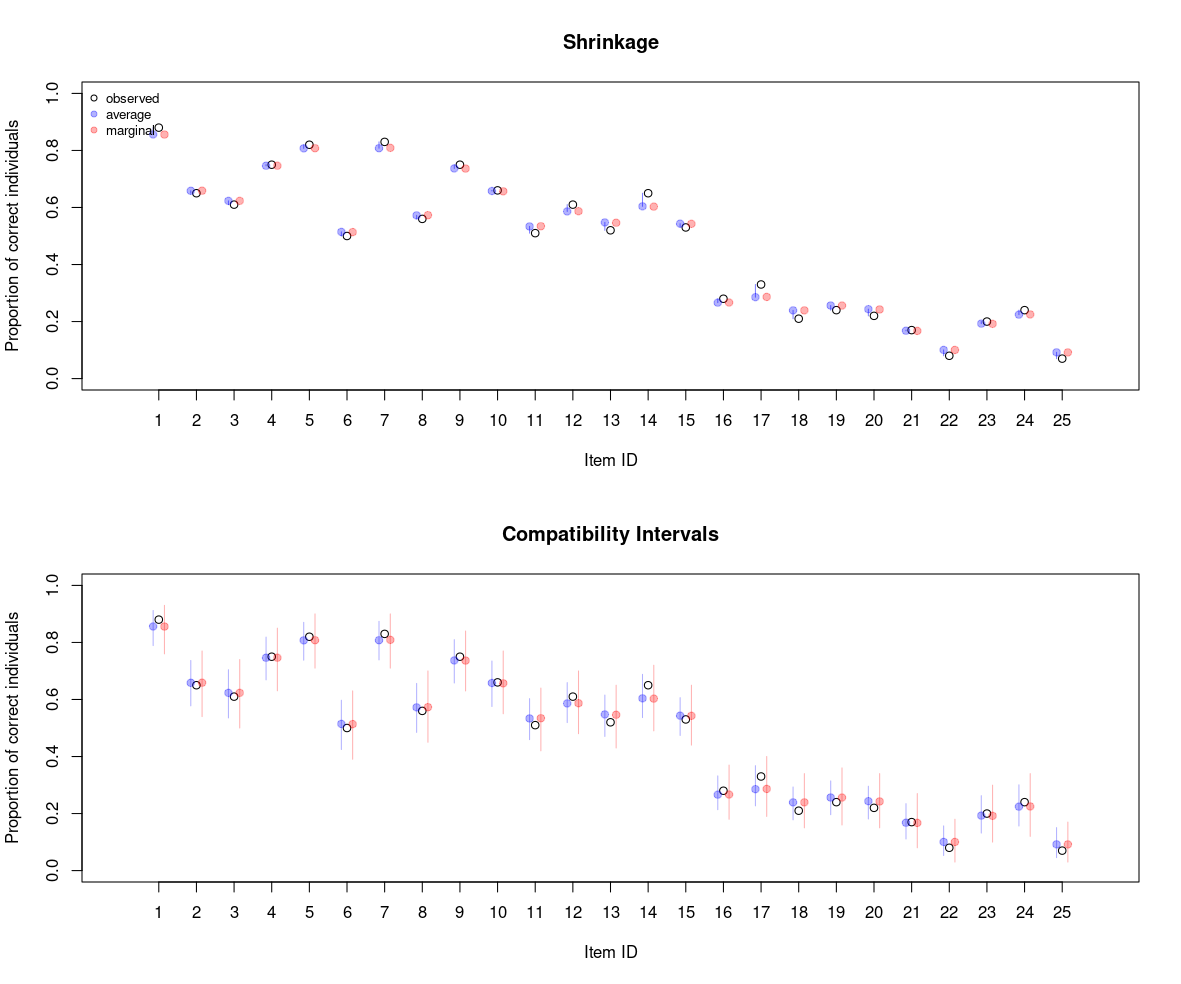 Shrinkage
Proportion of correct individuals
1.0
0.8
0.6
0.4
0.2
0.0
observed
average
marginal
1 2 3 4 5 6 7 8 9 10 11 12 13 14 15 16 17 18 19 20 21 22 23 24 25
Item ID
Compatibility Intervals
Proportion of correct individuals
1.0
0.8
0.6
0.4
0.2
0.0
1 2 3 4 5 6 7 8 9 10 11 12 13 14 15 16 17 18 19 20 21 22 23 24 25
Item ID